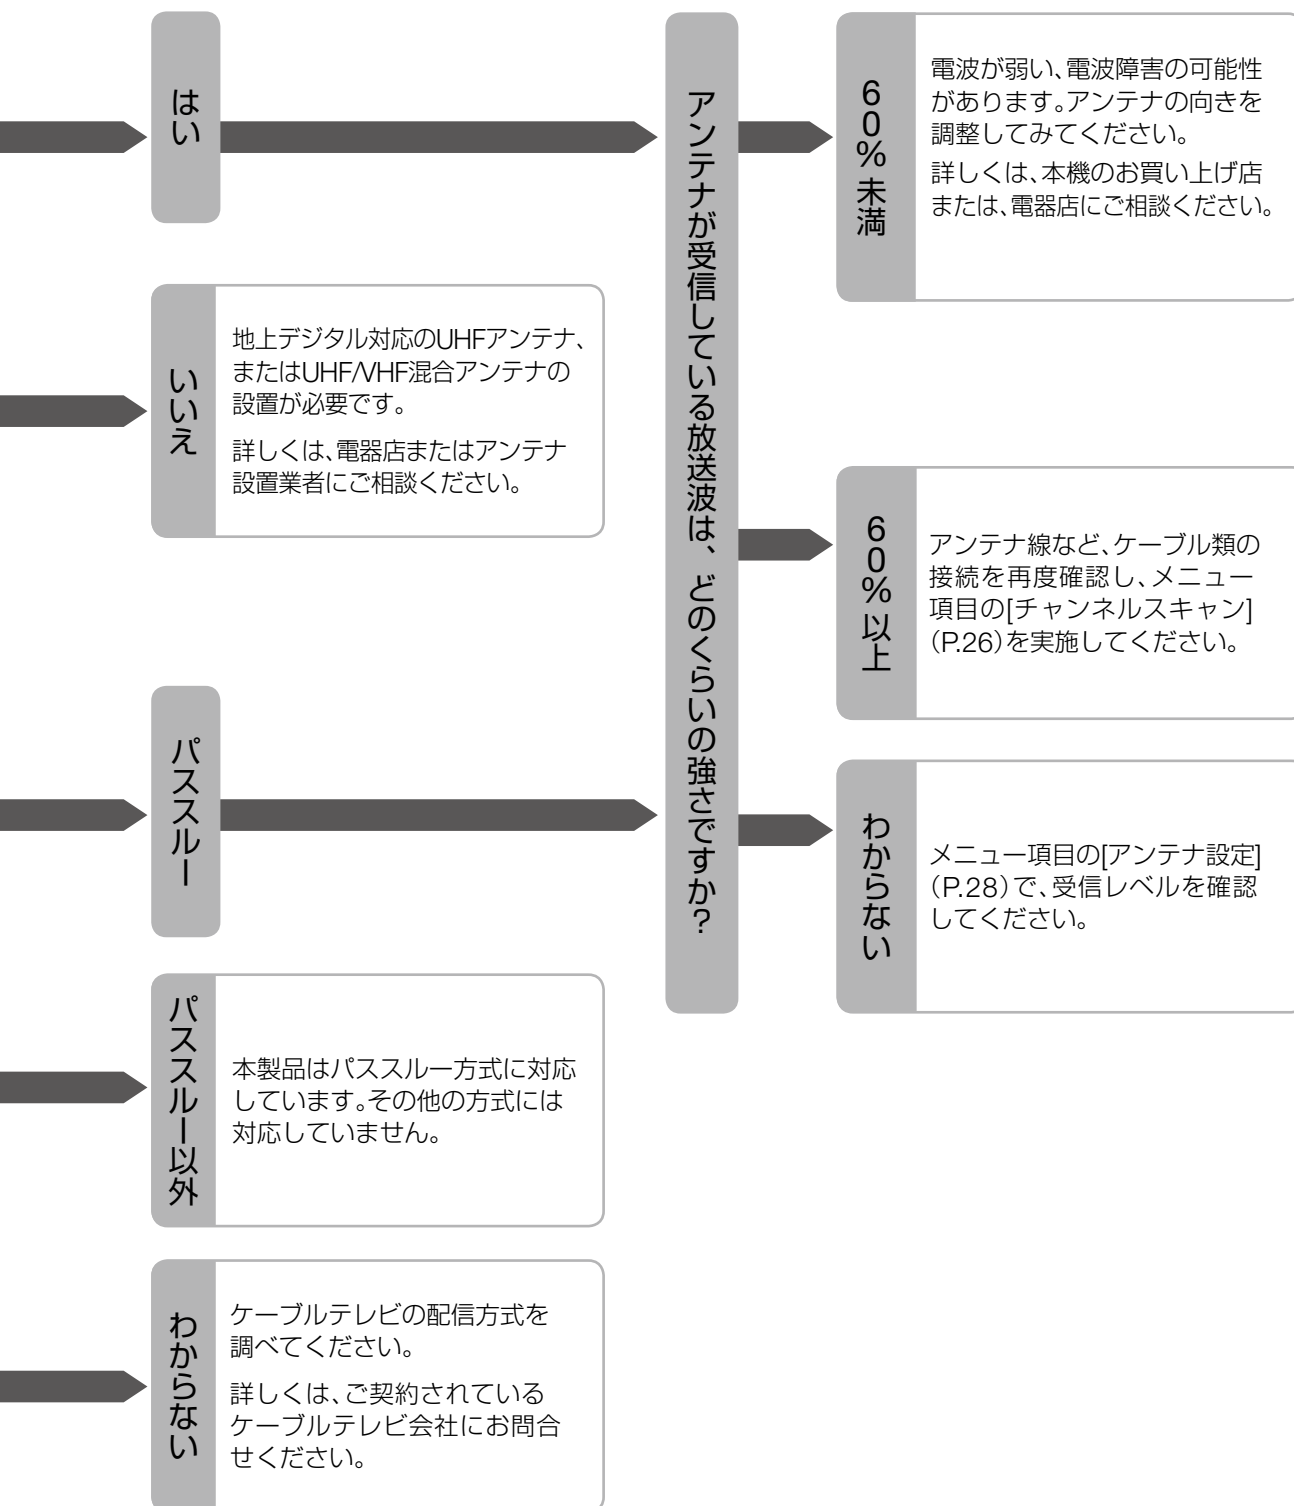 はい
アンテナが受信している放送波は、どのくらいの強さですか?
60%未満
電波が弱い、電波障害の可能性
があります。アンテナの向きを
調整してみてください。
詳しくは、本機のお買い上げ店
または、電器店にご相談ください。
いいえ
地上デジタル対応のUHFアンテナ、
またはUHF/VHF混合アンテナの
設置が必要です。
詳しくは、電器店またはアンテナ
設置業者にご相談ください。
60%以上
アンテナ線など、ケーブル類の
接続を再度確認し、メニュー
項目の[チャンネルスキャン]
(P.26)を実施してください。
パススルー
わからない
メニュー項目の[アンテナ設定]
(P.28)で、受信レベルを確認
してください。
パススルー以外
本製品はパススルー方式に対応
しています。その他の方式には
対応していません。
わからない
ケーブルテレビの配信方式を
調べてください。
詳しくは、ご契約されている
ケーブルテレビ会社にお問合
せください。